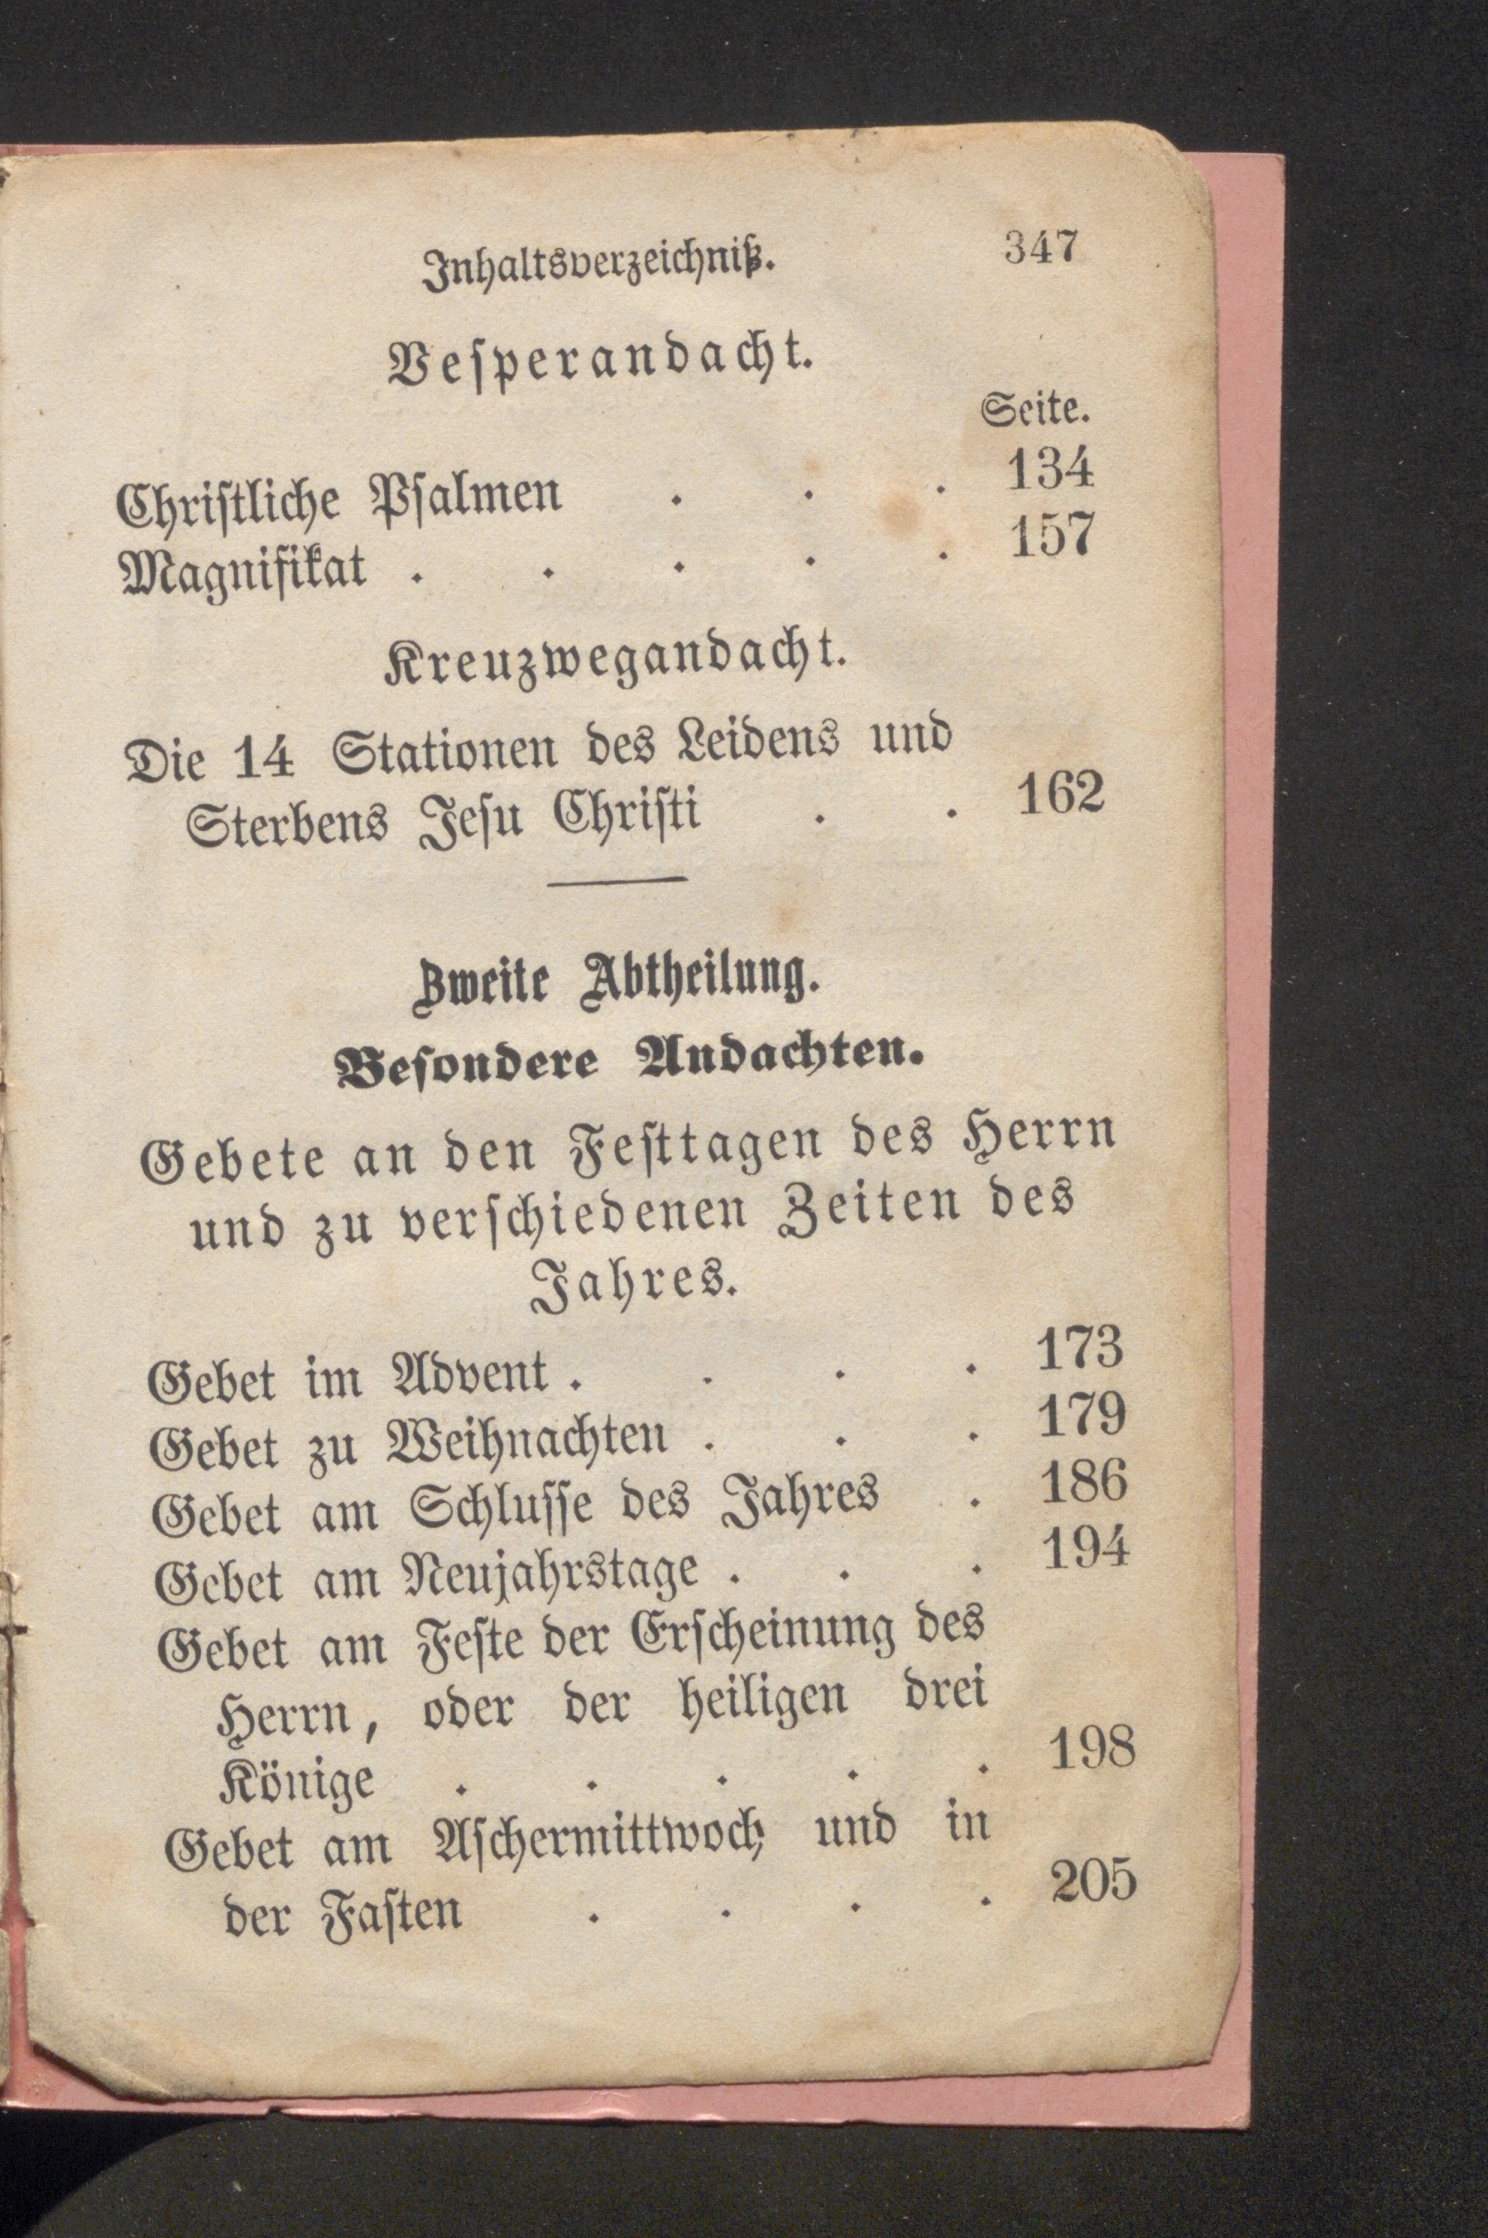 Inhaltsverzeichniß. 347
Vesperandacht.
Seite.
Christliche Psalmen . . . 134
Magnifikat . . . . . 157
Kreuzwegandacht.
Die 14 Stationen des Leidens und
Sterbens Jesu Christi . . 162
Zweite Abtheilung.
Besondere Andachten.
Gebete an den Festtagen des Herrn
und zu verschiedenen Zeiten des
Jahres.
Gebet im Advent . . . . 173
Gebet zu Weihnachten . . . 179
Gebet am Schlusse des Jahres . 186
Gebet am Neujahrstage . . . 194
Gebet am Feste der Erscheinung des
Herrn, oder der heiligen drei
Könige . . . . . 198
Gebet am Aschermittwoch und in
der Fasten . . . . 205